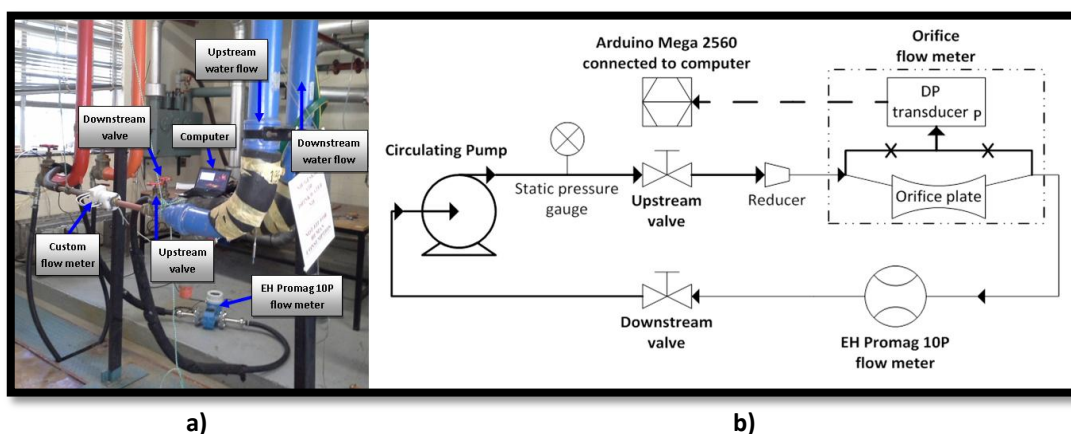 Upstream
water flow
Downstream
valve
Computer
Downstream
water flow
Custom
flow meter
Upstream
valve
EH Promag 10P
flow meter
a)
Arduino Mega 2560
connected to computer
Orifice
flow meter
DP
transducer P
Circulating Pump
Static pressure
gauge
Upstream
valve
Reducer
Orifice plate
Downstream
valve
EH Promag 10P
flow meter
b)